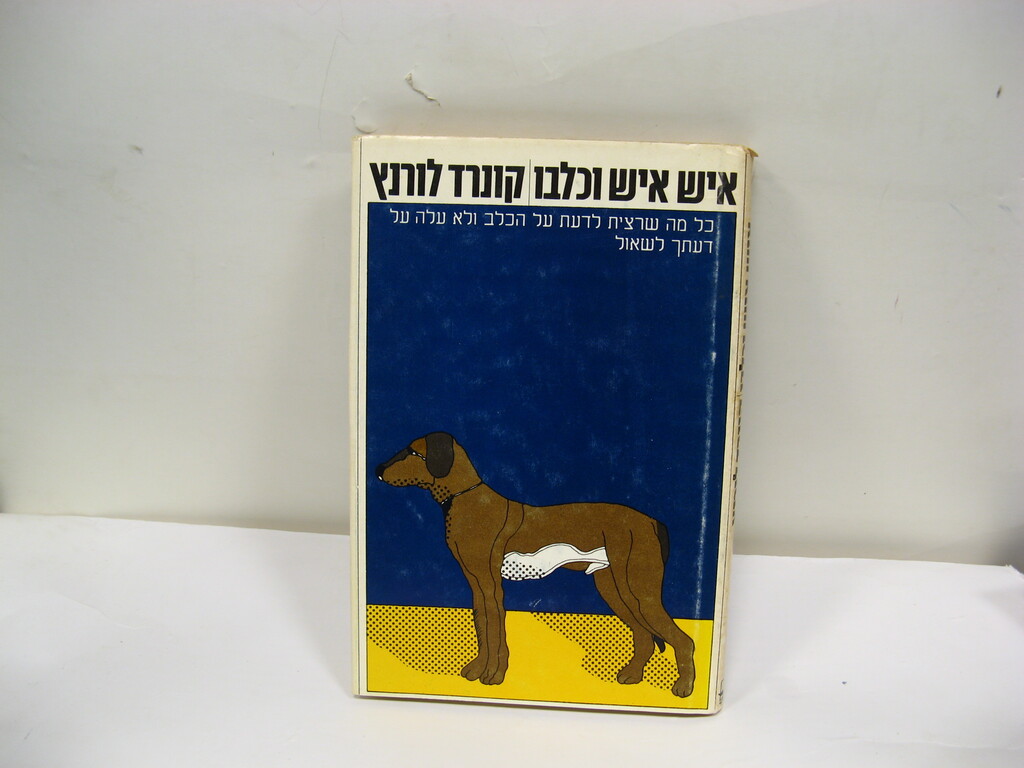 איש איש וכלבו | קונרד לורנץ
כל מה שרצית לדעת על הכלב ולא עלה על
דעתך לשאול